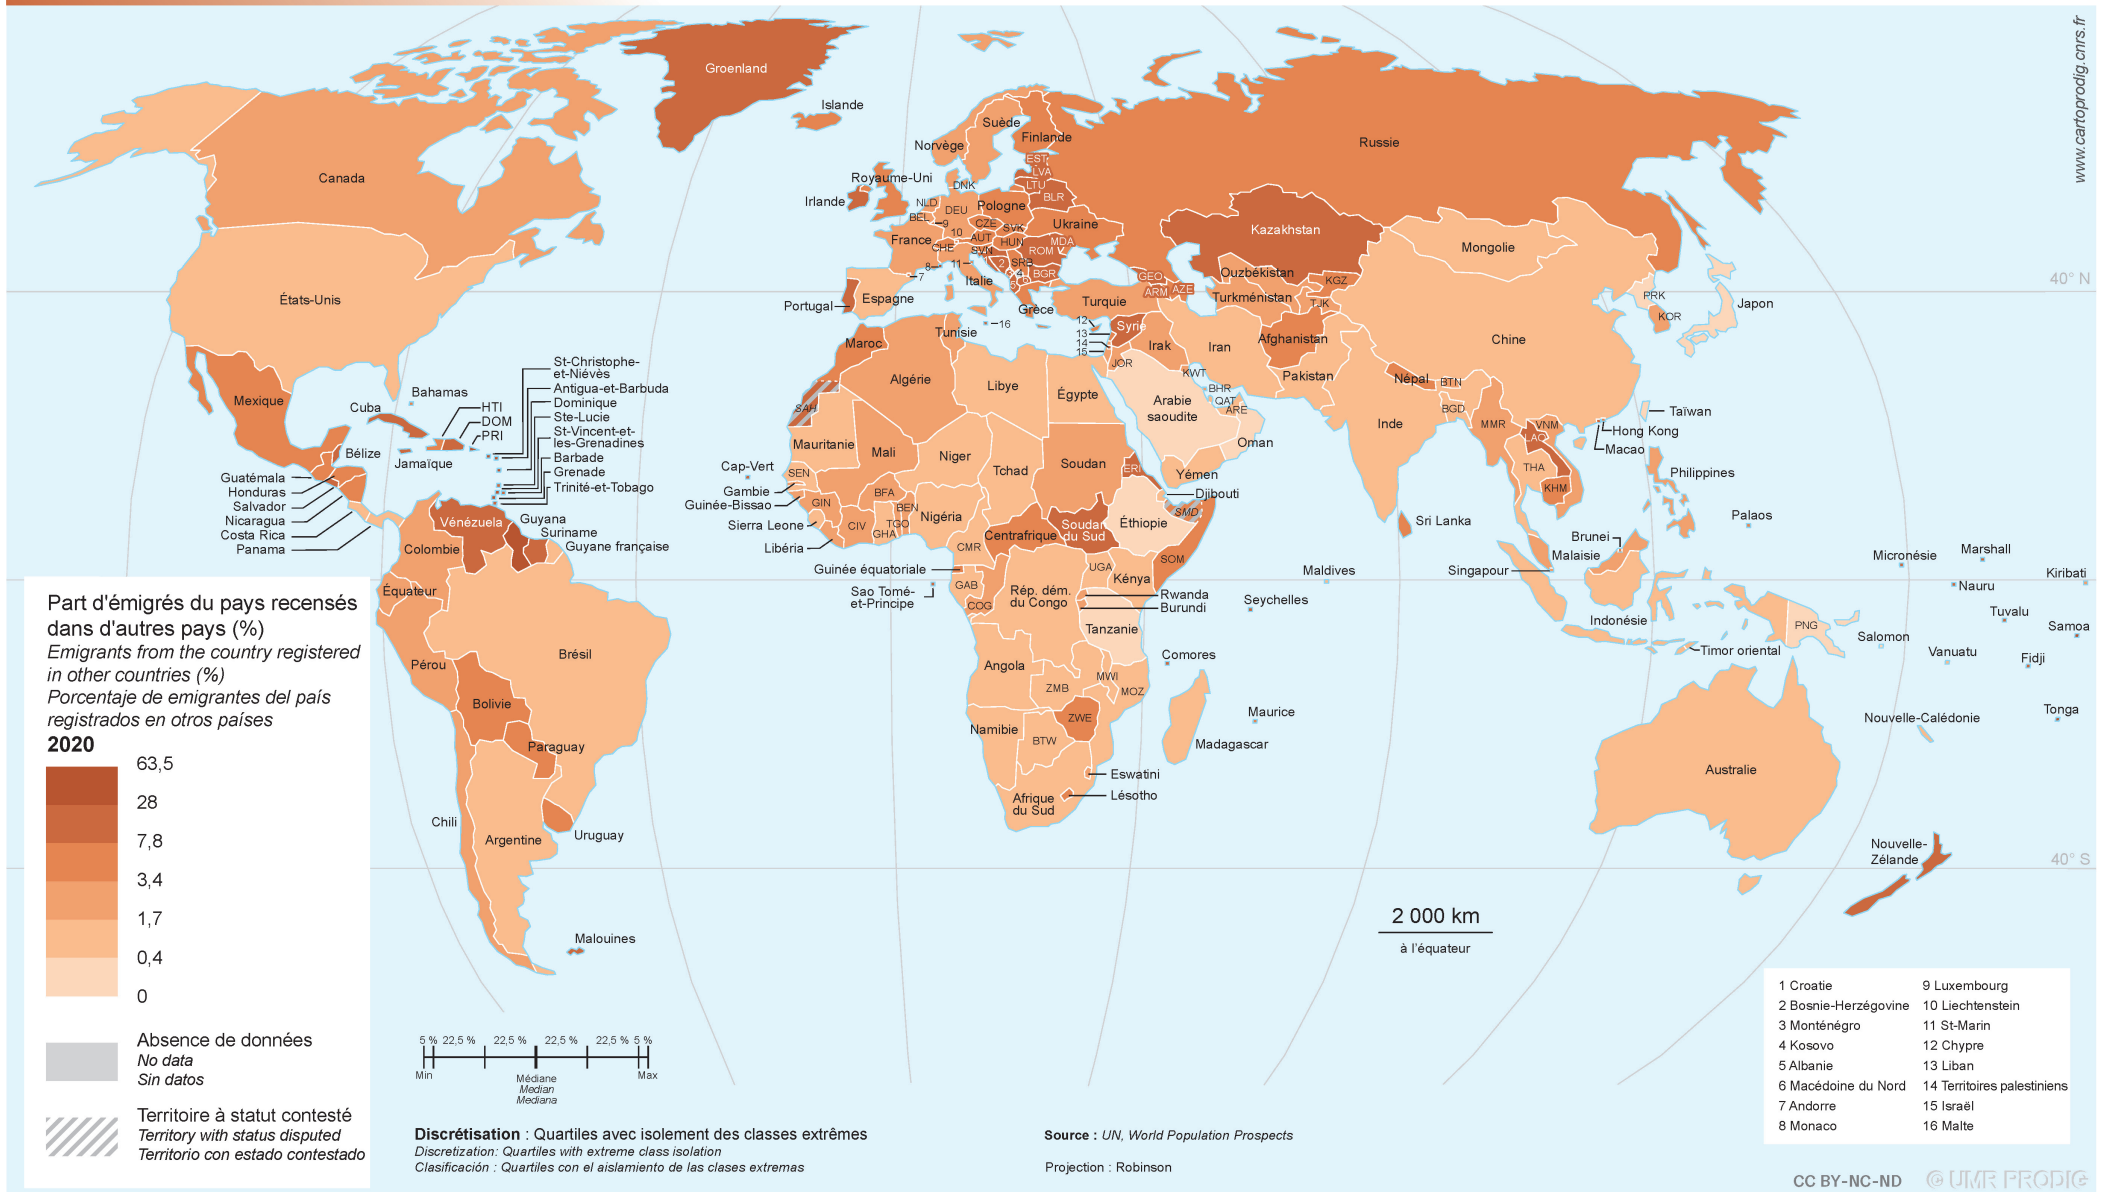 www.cartoprodig.cnrs.fr
Groenland
Islande
Suède
Finlande
Norvège
Russie
Canada
Royaume-Uni
Irlande
DNK
EST
LVA
LTU
BLR
NLD
BEL
DEU
Pologne
9
10
CZE
SVK
Ukraine
France
CHE
AUT
HUN
MDA
ROM
SVN
8
7
11
2
SRB
BGR
Italie
Kazakhstan
Mongolie
GEO
ARM
AZE
Ouzbékistan
KGZ
Turkménistan
TJK
40° N
États-Unis
Portugal
Espagne
Grèce
Turquie
PRK
KOR
Japon
Tunisie
16
12
13
14
15
Syrie
Maroc
Irak
Iran
Afghanistan
Chine
JOR
KWT
Pakistan
Népal
BTN
Mexique
Bahamas
Cuba
HTI
DOM
PRI
St-Christophe-
et-Niévès
Antigua-et-Barbuda
Dominique
Ste-Lucie
St-Vincent-et-
les-Grenadines
Barbade
Grenade
Trinité-et-Tobago
Algérie
Libye
Égypte
SAH
Arabie
saoudite
BHR
QAT
ARE
Oman
Inde
BGD
MMR
VNM
LAO
Taïwan
Hong Kong
Macao
Bélize
Jamaïque
Guatémala
Honduras
Salvador
Nicaragua
Costa Rica
Panama
Mauritanie
Mali
Niger
Tchad
Soudan
ERI
Yémen
Djibouti
SMD
Cap-Vert
SEN
Gambie
Guinée-Bissao
GIN
BFA
BEN
Sierra Leone
CIV
TGO
GHA
Nigéria
Libéria
CMR
Centrafrique
Soudan
du Sud
Éthiopie
SOM
THA
KHM
Philippines
Sri Lanka
Palaos
Vénézuela
Guyana
Suriname
Guyane française
Colombie
Équateur
Guinée équatoriale
Sao Tomé-
et-Principe
GAB
COG
Rép. dém.
du Congo
UGA
Kénya
Rwanda
Burundi
Tanzanie
Maldives
Seychelles
Brunei
Malaisie
Singapour
Indonésie
Micronésie
Marshall
Nauru
Kiribati
Tuvalu
PNG
Salomon
Samoa
Timor oriental
Vanuatu
Fidji
Pérou
Brésil
Bolivie
Paraguay
Angola
ZMB
MWI
MOZ
Comores
ZWE
Namibie
BTW
Maurice
Madagascar
Nouvelle-Calédonie
Tonga
Eswatini
Lésotho
Afrique
du Sud
Australie
Chili
Argentine
Uruguay
Nouvelle-
Zélande
40° S
Malouines
Part d'émigrés du pays recensés
dans d'autres pays (%)
Emigrants from the country registered
in other countries (%)
Porcentaje de emigrantes del país
registrados en otros países
2020
63,5
28
7,8
3,4
1,7
0,4
0
Absence de données
No data
Sin datos
Territoire à statut contesté
Territory with status disputed
Territorio con estado contestado
5 % 22,5 % 22,5 % 22,5 % 22,5 % 5 %
Min
Médiane
Median
Mediana
Max
Discrétisation : Quartiles avec isolement des classes extrêmes
Discretization: Quartiles with extreme class isolation
Clasificación : Quartiles con el aislamiento de las clases extremas
2 000 km
à l'équateur
Source : UN, World Population Prospects
Projection : Robinson
1 Croatie
2 Bosnie-Herzégovine
3 Monténégro
4 Kosovo
5 Albanie
6 Macédoine du Nord
7 Andorre
8 Monaco
9 Luxembourg
10 Liechtenstein
11 St-Marin
12 Chypre
13 Liban
14 Territoires palestiniens
15 Israël
16 Malte
CC BY-NC-ND
© UMR PRODIG